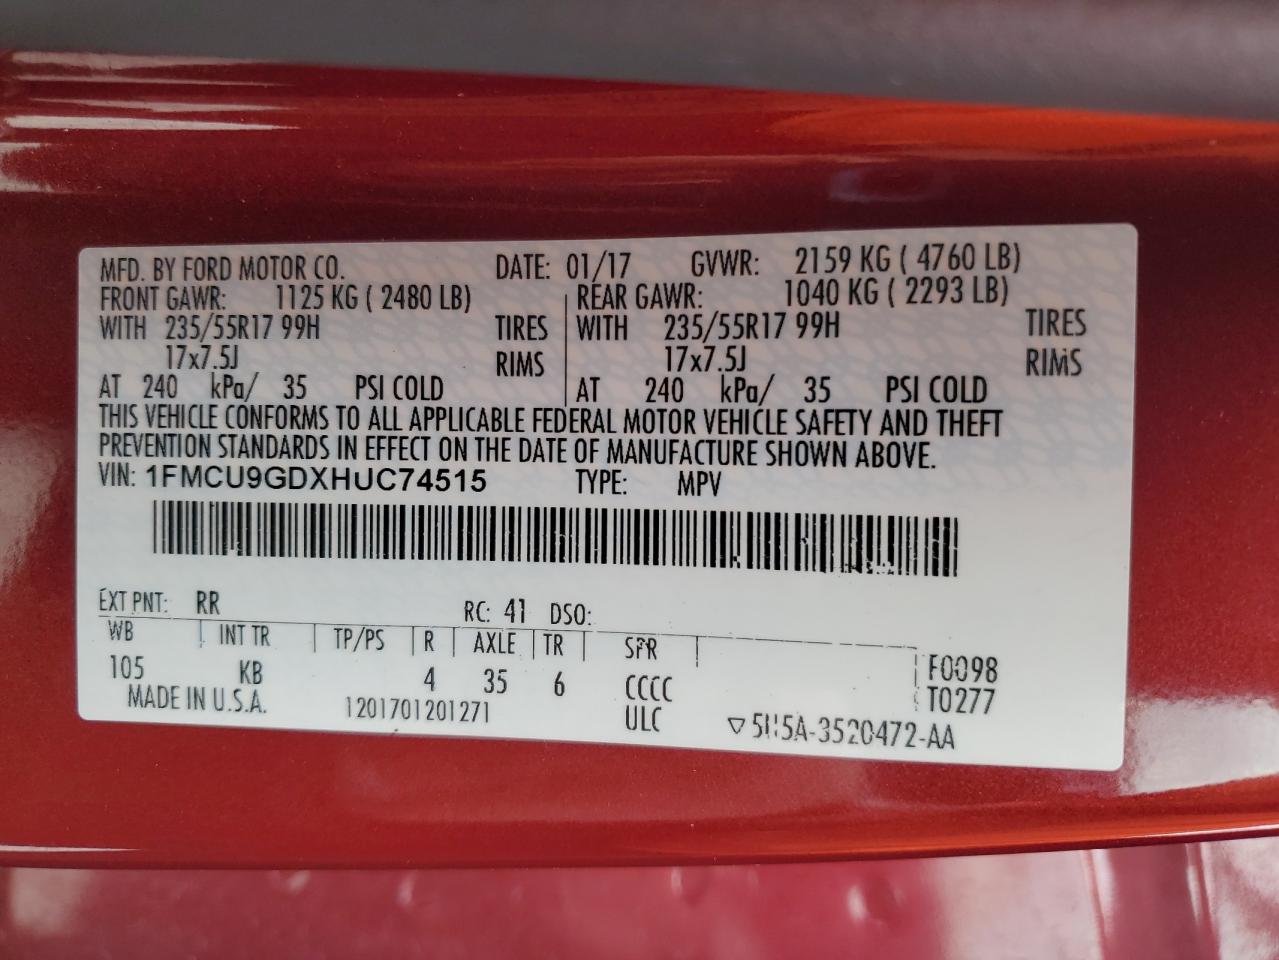 MFD. BY FORD MOTOR CO. DATE: 01/17 GVWR: 2159 KG ( 4760 LB)
FRONT GAWR: 1125 KG ( 2480 LB) REAR GAWR: 1040 KG ( 2293 LB)
WITH 235/55R17 99H TIRES WITH 235/55R17 99H TIRES
17x7.5J RIMS 17x7.5J RIMS
AT 240 kPa/ 35 PSI COLD AT 240 kPa/ 35 PSI COLD
THIS VEHICLE CONFORMS TO ALL APPLICABLE FEDERAL MOTOR VEHICLE SAFETY AND THEFT
PREVENTION STANDARDS IN EFFECT ON THE DATE OF MANUFACTURE SHOWN ABOVE.
VIN: 1FMCU9GDXHUC74515 TYPE: MPV
EXT PNT: RR RC: 41 DSO:
WB INT TR TP/PS R AXLE TR SPR
105 KB 4 35 6 CCCC F0098
MADE IN U.S.A. 1201701201271 ULC T0277